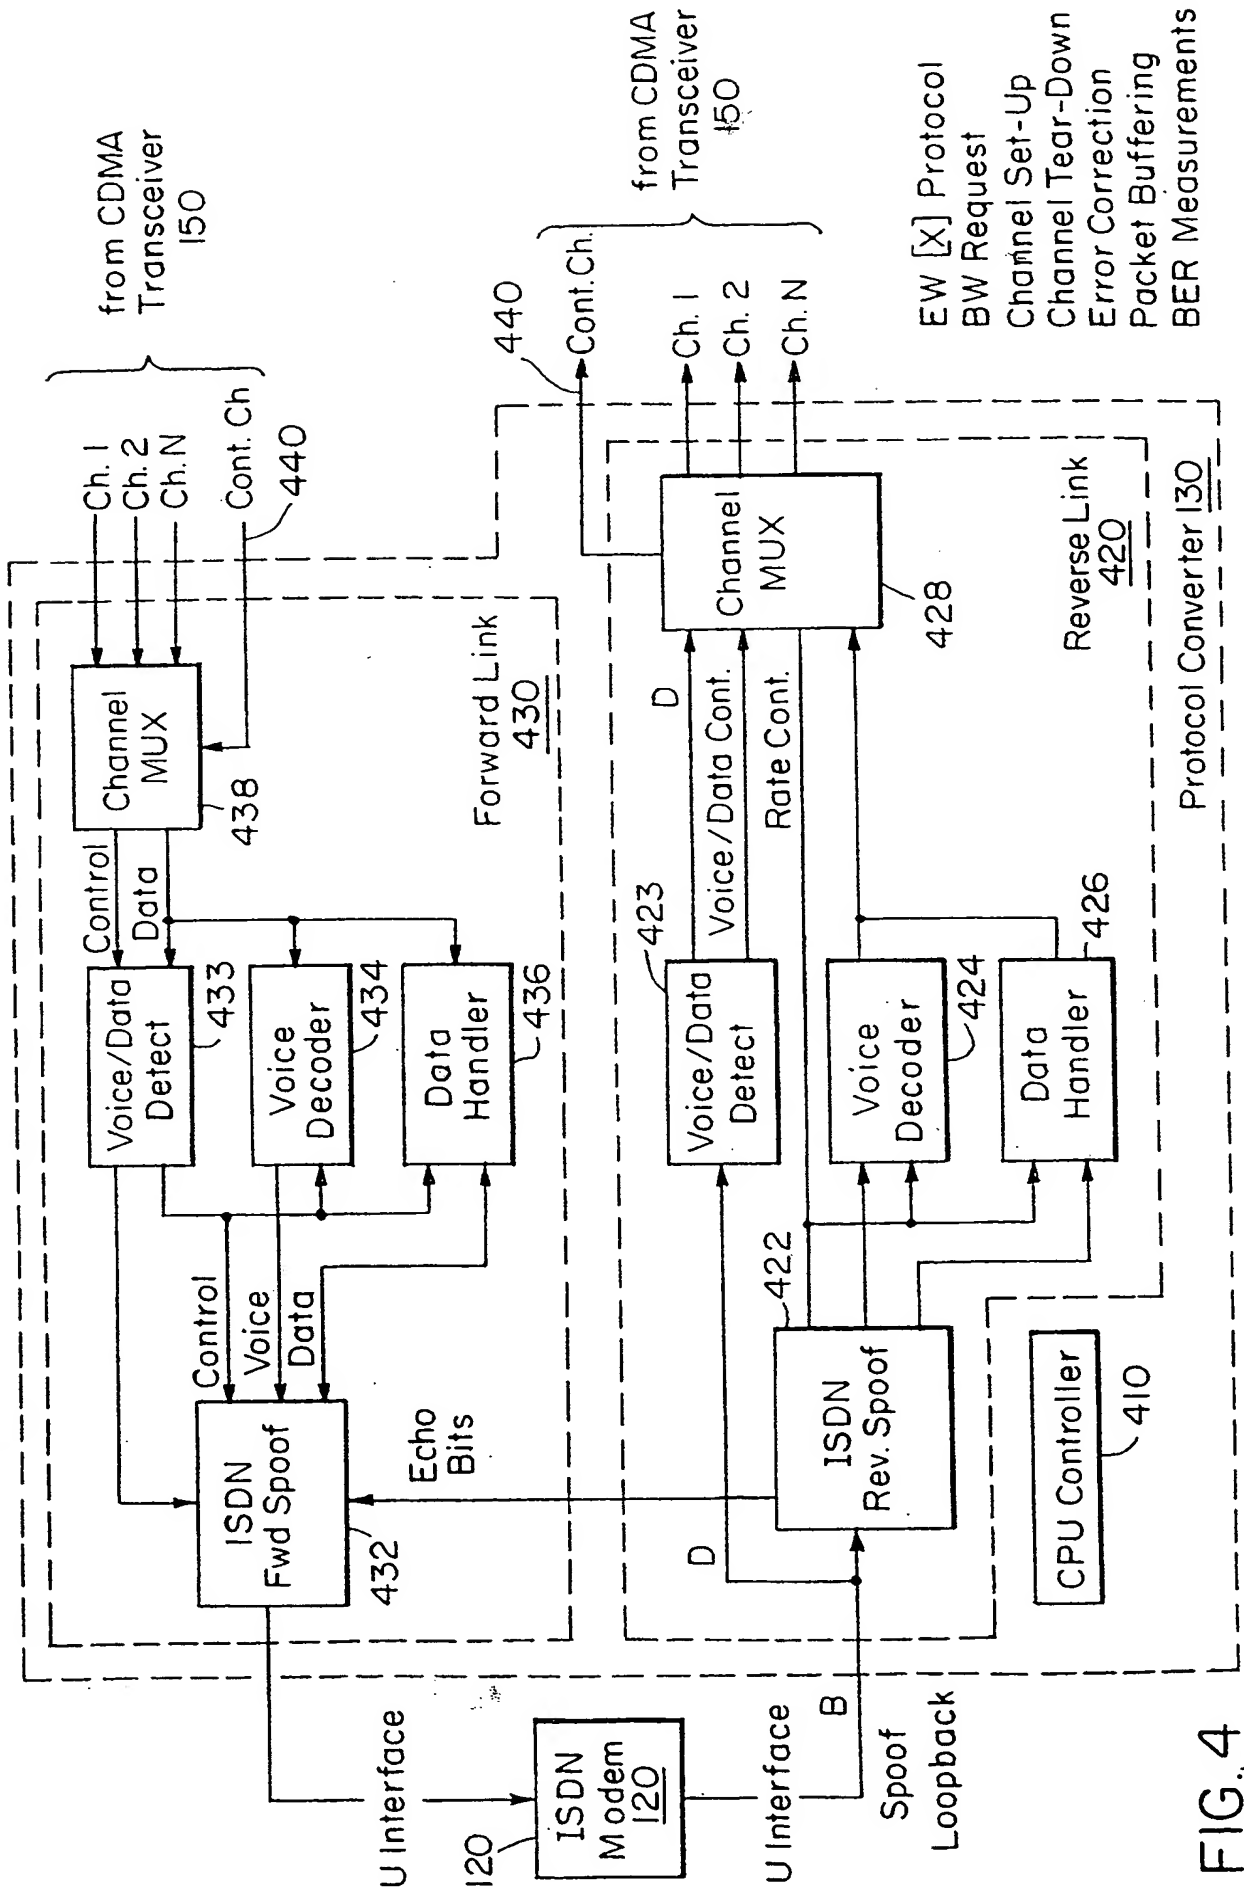 from CDMA
Transceiver
150
Ch. 1
Ch. 2
Ch. N
Cont. Ch
440
Channel
MUX
438
Control
Data
Voice/Data
Detect
433
Voice
Decoder
434
Data
Handler
436
Forward Link
430
Control
Voice
Data
ISDN
Fwd Spoof
432
Echo
Bits
U Interface
120
ISDN
Modem
120
U Interface
B
Spoof
Loopback
from CDMA
Transceiver
150
440
Cont. Ch.
Ch. 1
Ch. 2
Ch. N
Channel
MUX
428
D
Voice/Data Cont.
Rate Cont.
423
Voice/Data
Detect
Voice
Decoder
424
Data
Handler
426
Reverse Link
420
422
ISDN
Rev. Spoof
D
CPU Controller
410
Protocol Converter 130
EW [X] Protocol
BW Request
Channel Set-Up
Channel Tear-Down
Error Correction
Packet Buffering
BER Measurements
FIG. 4